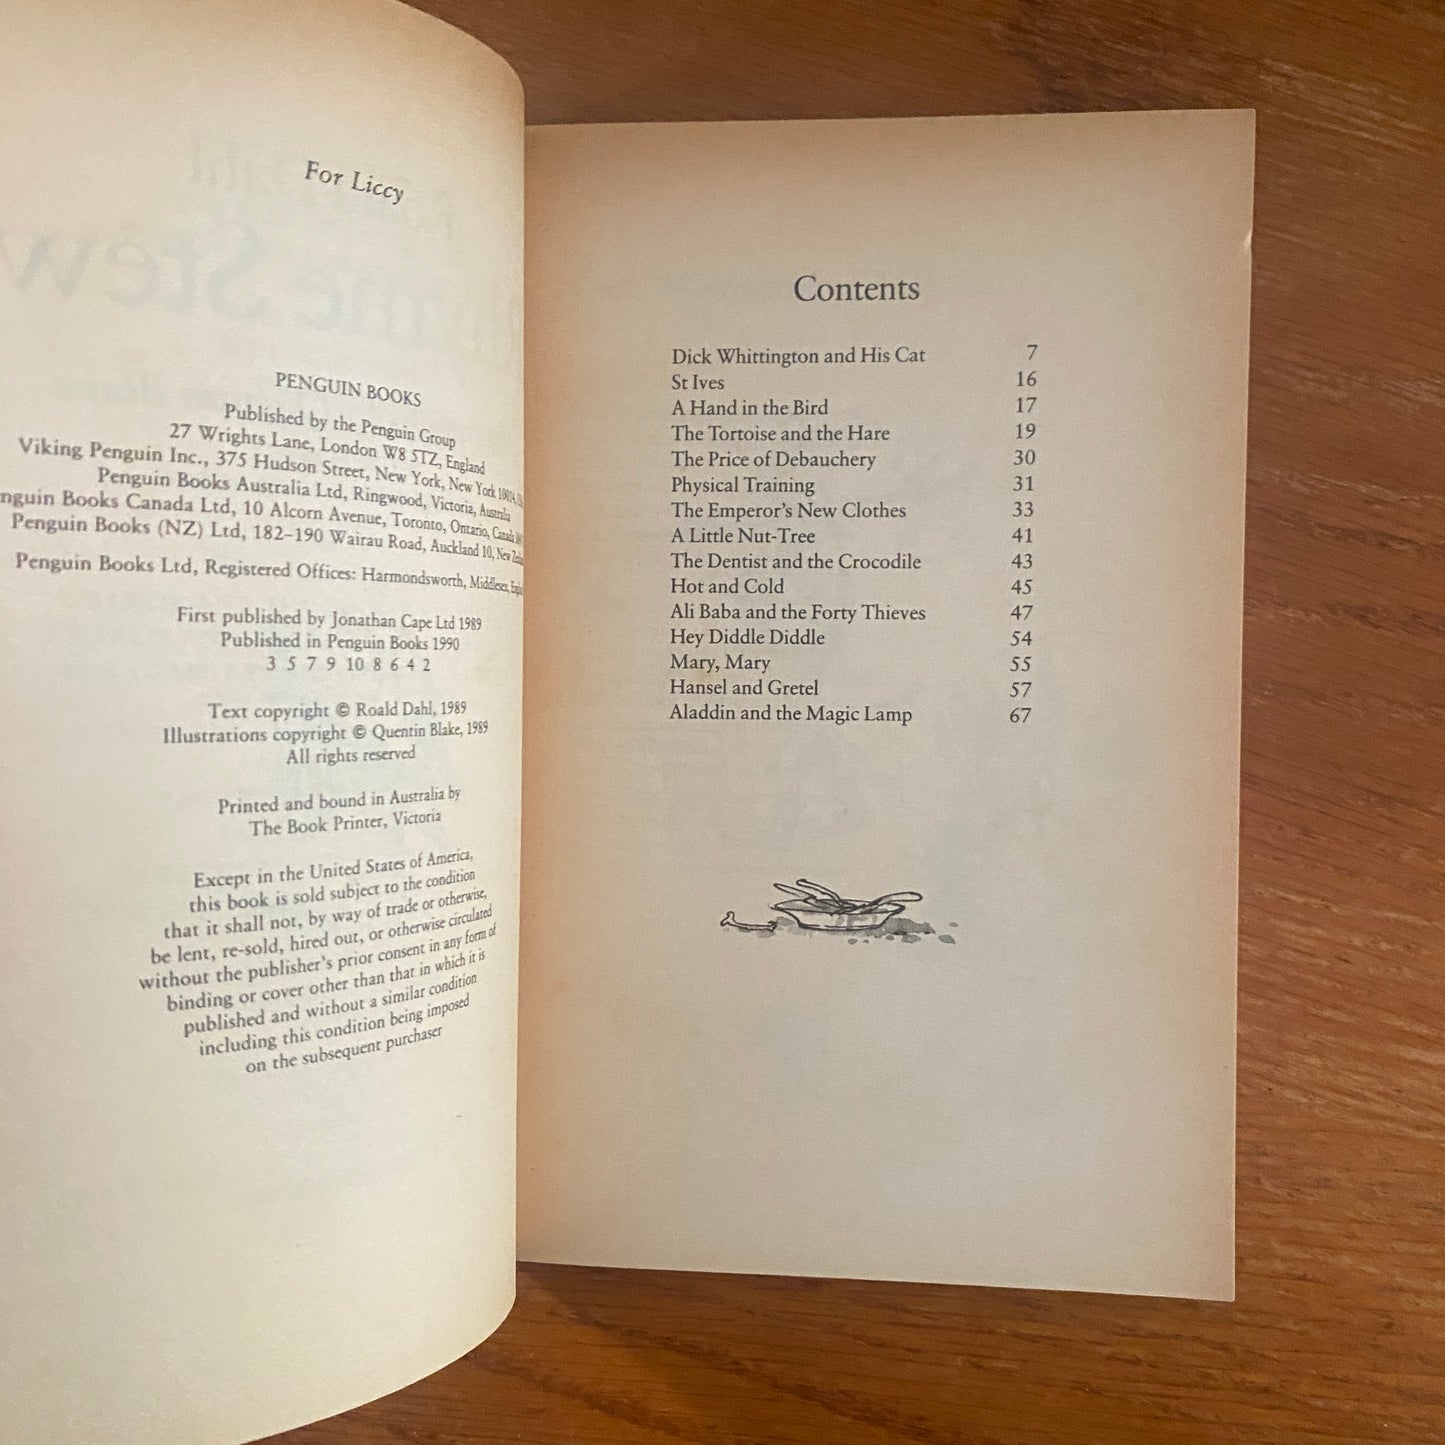 For Liccy
PENGUIN BOOKS
Published by the Penguin Group
27 Wrights Lane, London W8 5TZ, England
Viking Penguin Inc., 375 Hudson Street, New York, New York 10014,
Penguin Books Australia Ltd, Ringwood, Victoria, Australia
nguin Books Canada Ltd, 10 Alcorn Avenue, Toronto, Ontario, Canada
Penguin Books (NZ) Ltd, 182–190 Wairau Road, Auckland 10, New
Penguin Books Ltd, Registered Offices: Harmondsworth, Middlesex,
First published by Jonathan Cape Ltd 1989
Published in Penguin Books 1990
3 5 7 9 10 8 6 4 2
Text copyright © Roald Dahl, 1989
Illustrations copyright © Quentin Blake, 1989
All rights reserved
Printed and bound in Australia by
The Book Printer, Victoria
Except in the United States of America,
this book is sold subject to the condition
that it shall not, by way of trade or otherwise,
be lent, re-sold, hired out, or otherwise circulated
without the publisher's prior consent in any form of
binding or cover other than that in which it is
published and without a similar condition
including this condition being imposed
on the subsequent purchaser
Contents
Dick Whittington and His Cat 7
St Ives 16
A Hand in the Bird 17
The Tortoise and the Hare 19
The Price of Debauchery 30
Physical Training 31
The Emperor's New Clothes 33
A Little Nut-Tree 41
The Dentist and the Crocodile 43
Hot and Cold 45
Ali Baba and the Forty Thieves 47
Hey Diddle Diddle 54
Mary, Mary 55
Hansel and Gretel 57
Aladdin and the Magic Lamp 67